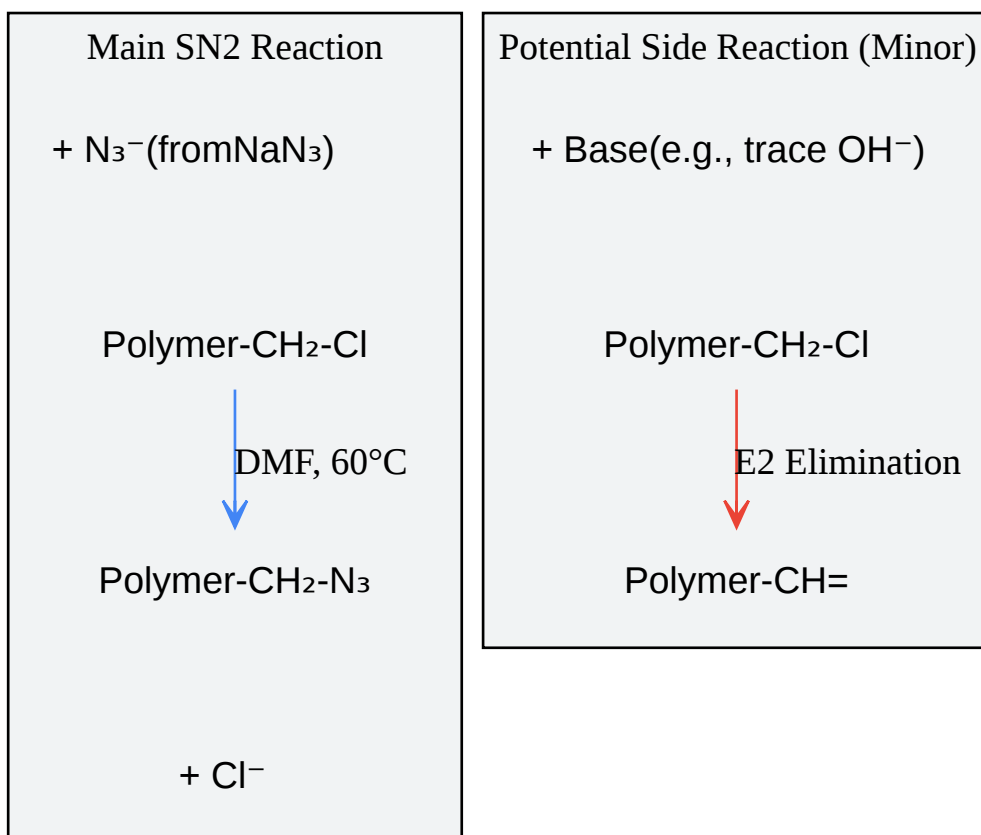 Main SN2 Reaction
+ N₃⁻(fromNaN₃)
Polymer-CH₂-Cl
DMF, 60°C
Polymer-CH₂-N₃
+ Cl⁻
Potential Side Reaction (Minor)
+ Base(e.g., trace OH⁻)
Polymer-CH₂-Cl
E2 Elimination
Polymer-CH=